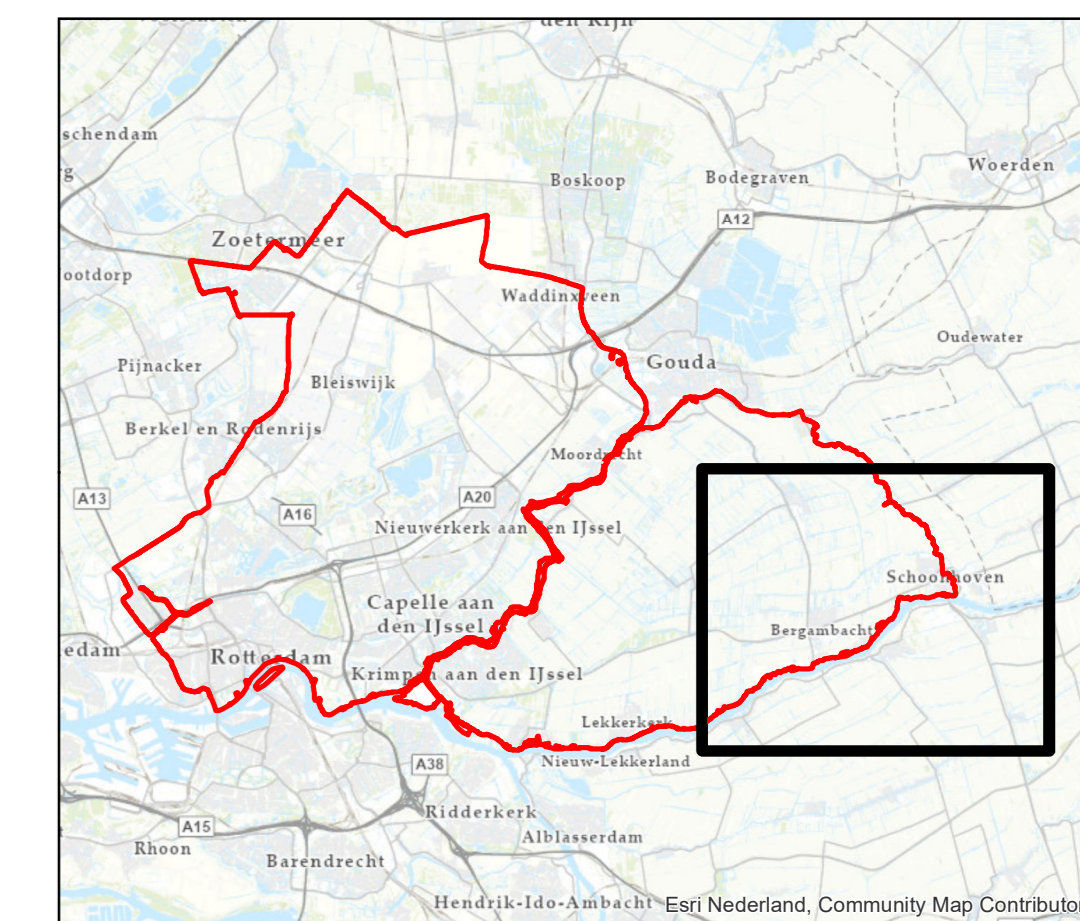 den Rijn
schendam
Woerden
Boskoop
Bodegraven
A12
Zoetermeer
ootdorp
Waddinxveen
Oudewater
Pijnacker
Gouda
Bleiswijk
Berkel en Rodenrijs
Moordrecht
A13
A20
A16
Nieuwerkerk aan den IJssel
Schoonhoven
Capelle aan
den IJssel
Bergambacht
edam
Rotterdam
Krimpen aan den IJssel
Lekkerkerk
A38
Nieuw-Lekkerland
Ridderkerk
A15
Alblasserdam
Rhoon
Barendrecht
Hendrik-Ido-Ambacht
Esri Nederland, Community Map Contributo